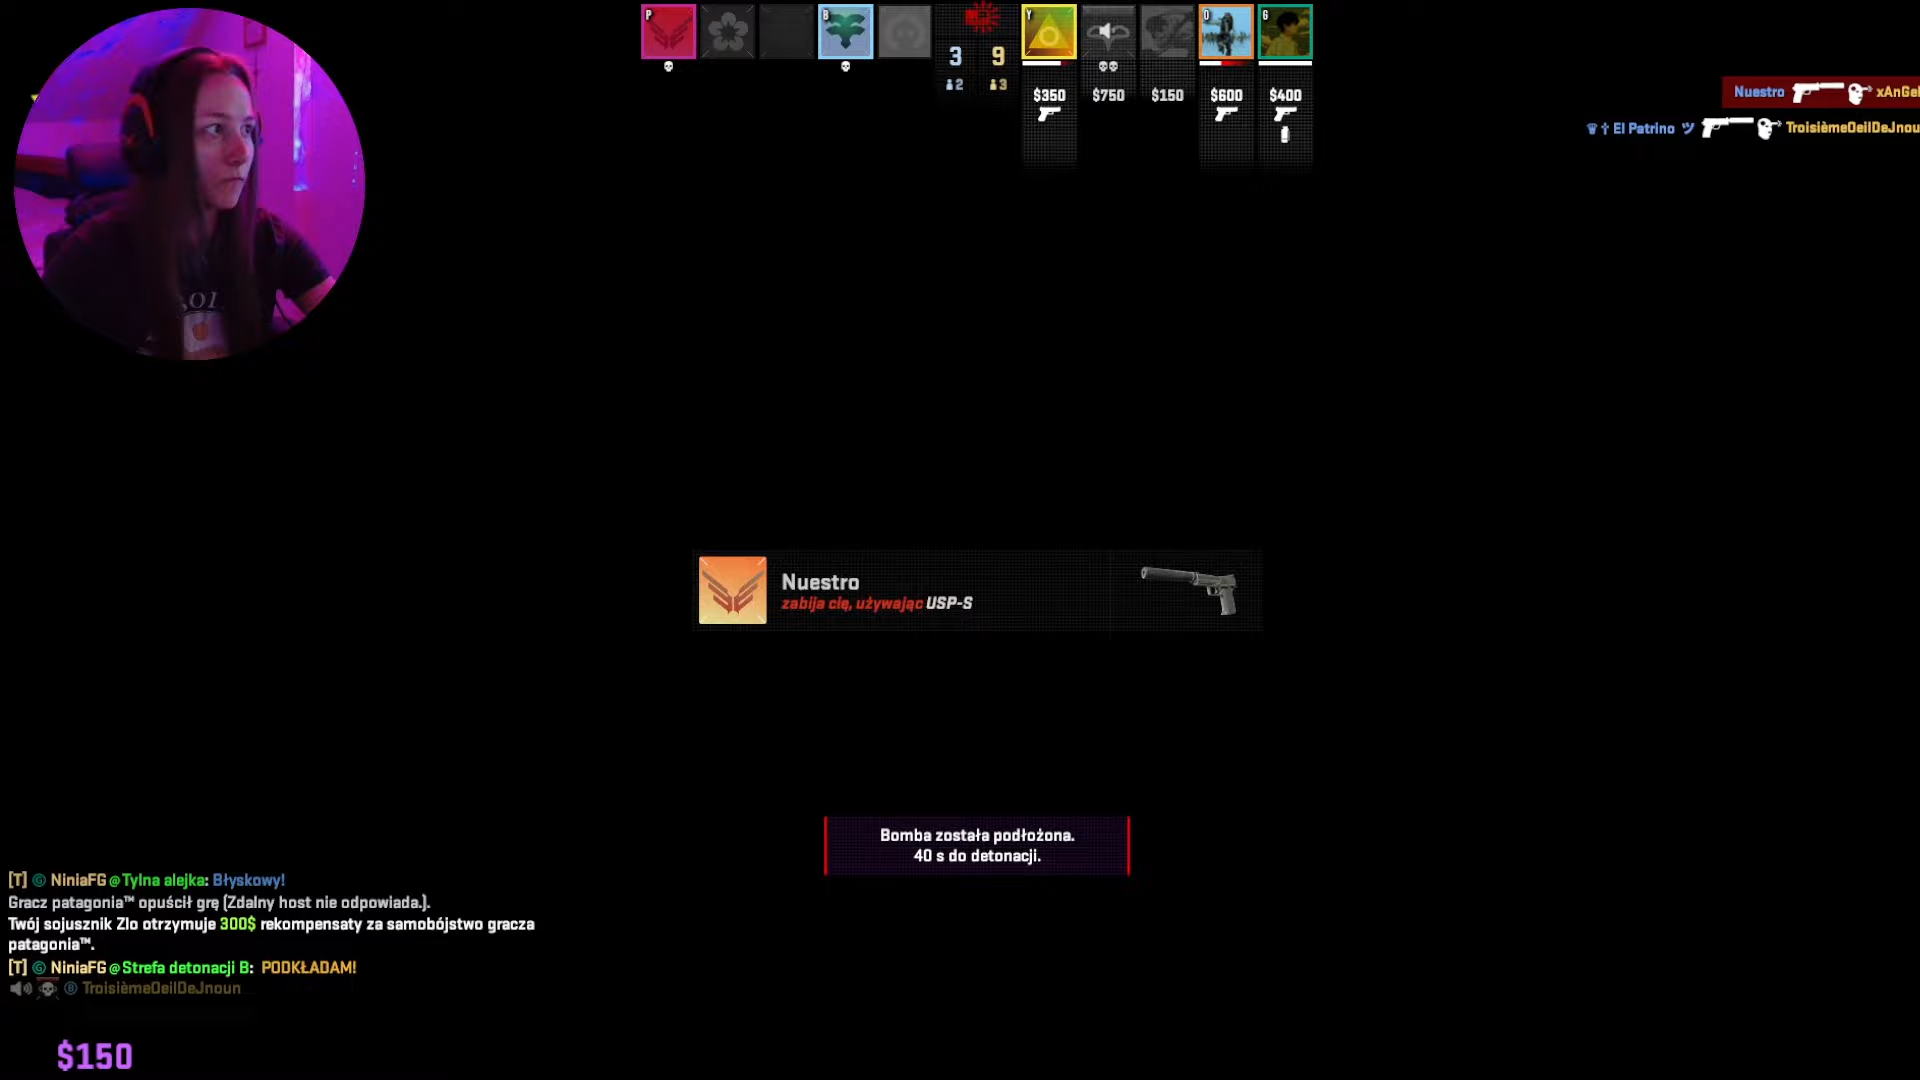 P
B
Y
O
G
3
9
2
3
$350
$750
$150
$600
$400
Nuestro
xAnGel
† El Patrino ツ
TroisièmeOeilDeJnou
Nuestro
zabija cię, używając USP-S
Bomba została podłożona.
40 s do detonacji.
[T] G NiniaFG@Tylna alejka: Błyskowy!
Gracz patagonia™ opuścił grę (Zdalny host nie odpowiada.).
Twój sojusznik Zlo otrzymuje 300$ rekompensaty za samobójstwo gracza
patagonia™.
[T] G NiniaFG@Strefa detonacji B: PODKŁADAM!
B TroisièmeOeilDeJnoun
$150